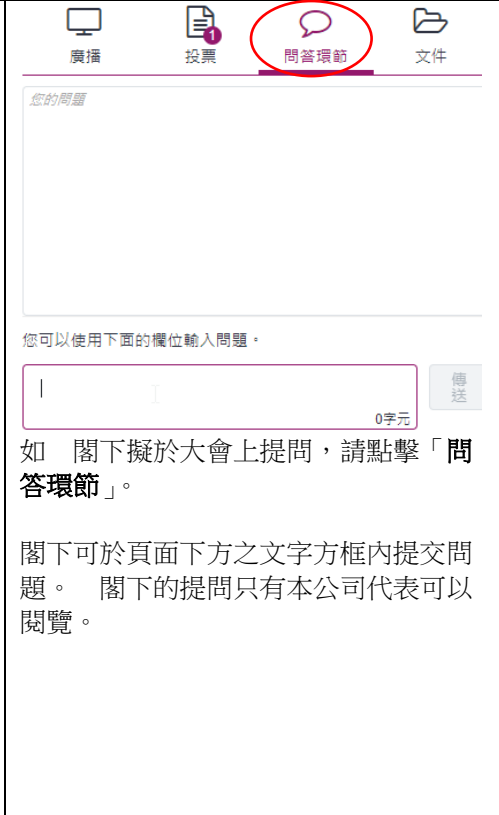 廣播 投票 1 問答環節 文件
您的問題
您可以使用下面的欄位輸入問題。
傳送
0字元
如　閣下擬於大會上提問，請點擊「問
答環節」。
閣下可於頁面下方之文字方框內提交問
題。　閣下的提問只有本公司代表可以
閱覽。